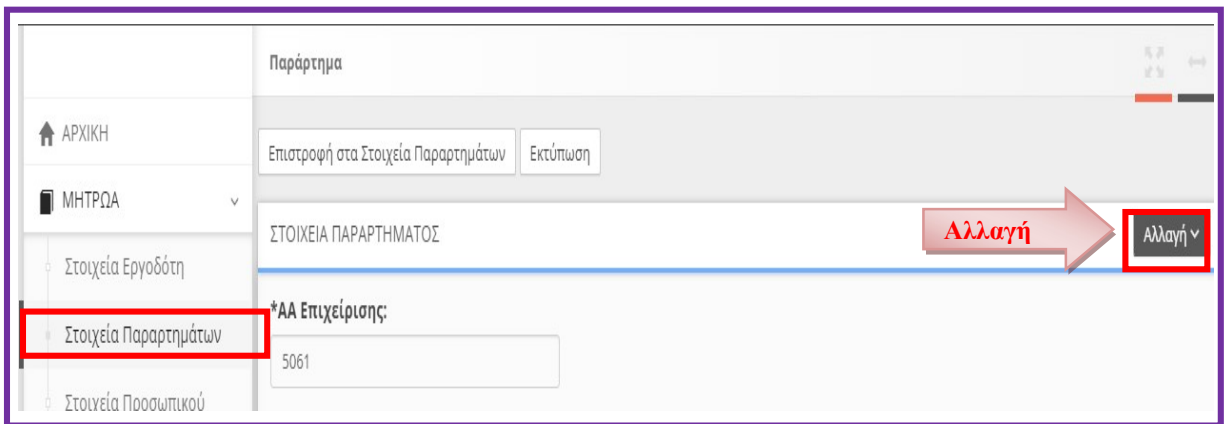 Παράρτημα
ΑΡΧΙΚΗ
ΜΗΤΡΩΑ
Στοιχεία Εργοδότη
Στοιχεία Παραρτημάτων
Στοιχεία Προσωπικού
Επιστροφή στα Στοιχεία Παραρτημάτων Εκτύπωση
ΣΤΟΙΧΕΙΑ ΠΑΡΑΡΤΗΜΑΤΟΣ Αλλαγή Αλλαγή
*ΑΑ Επιχείρισης:
5061